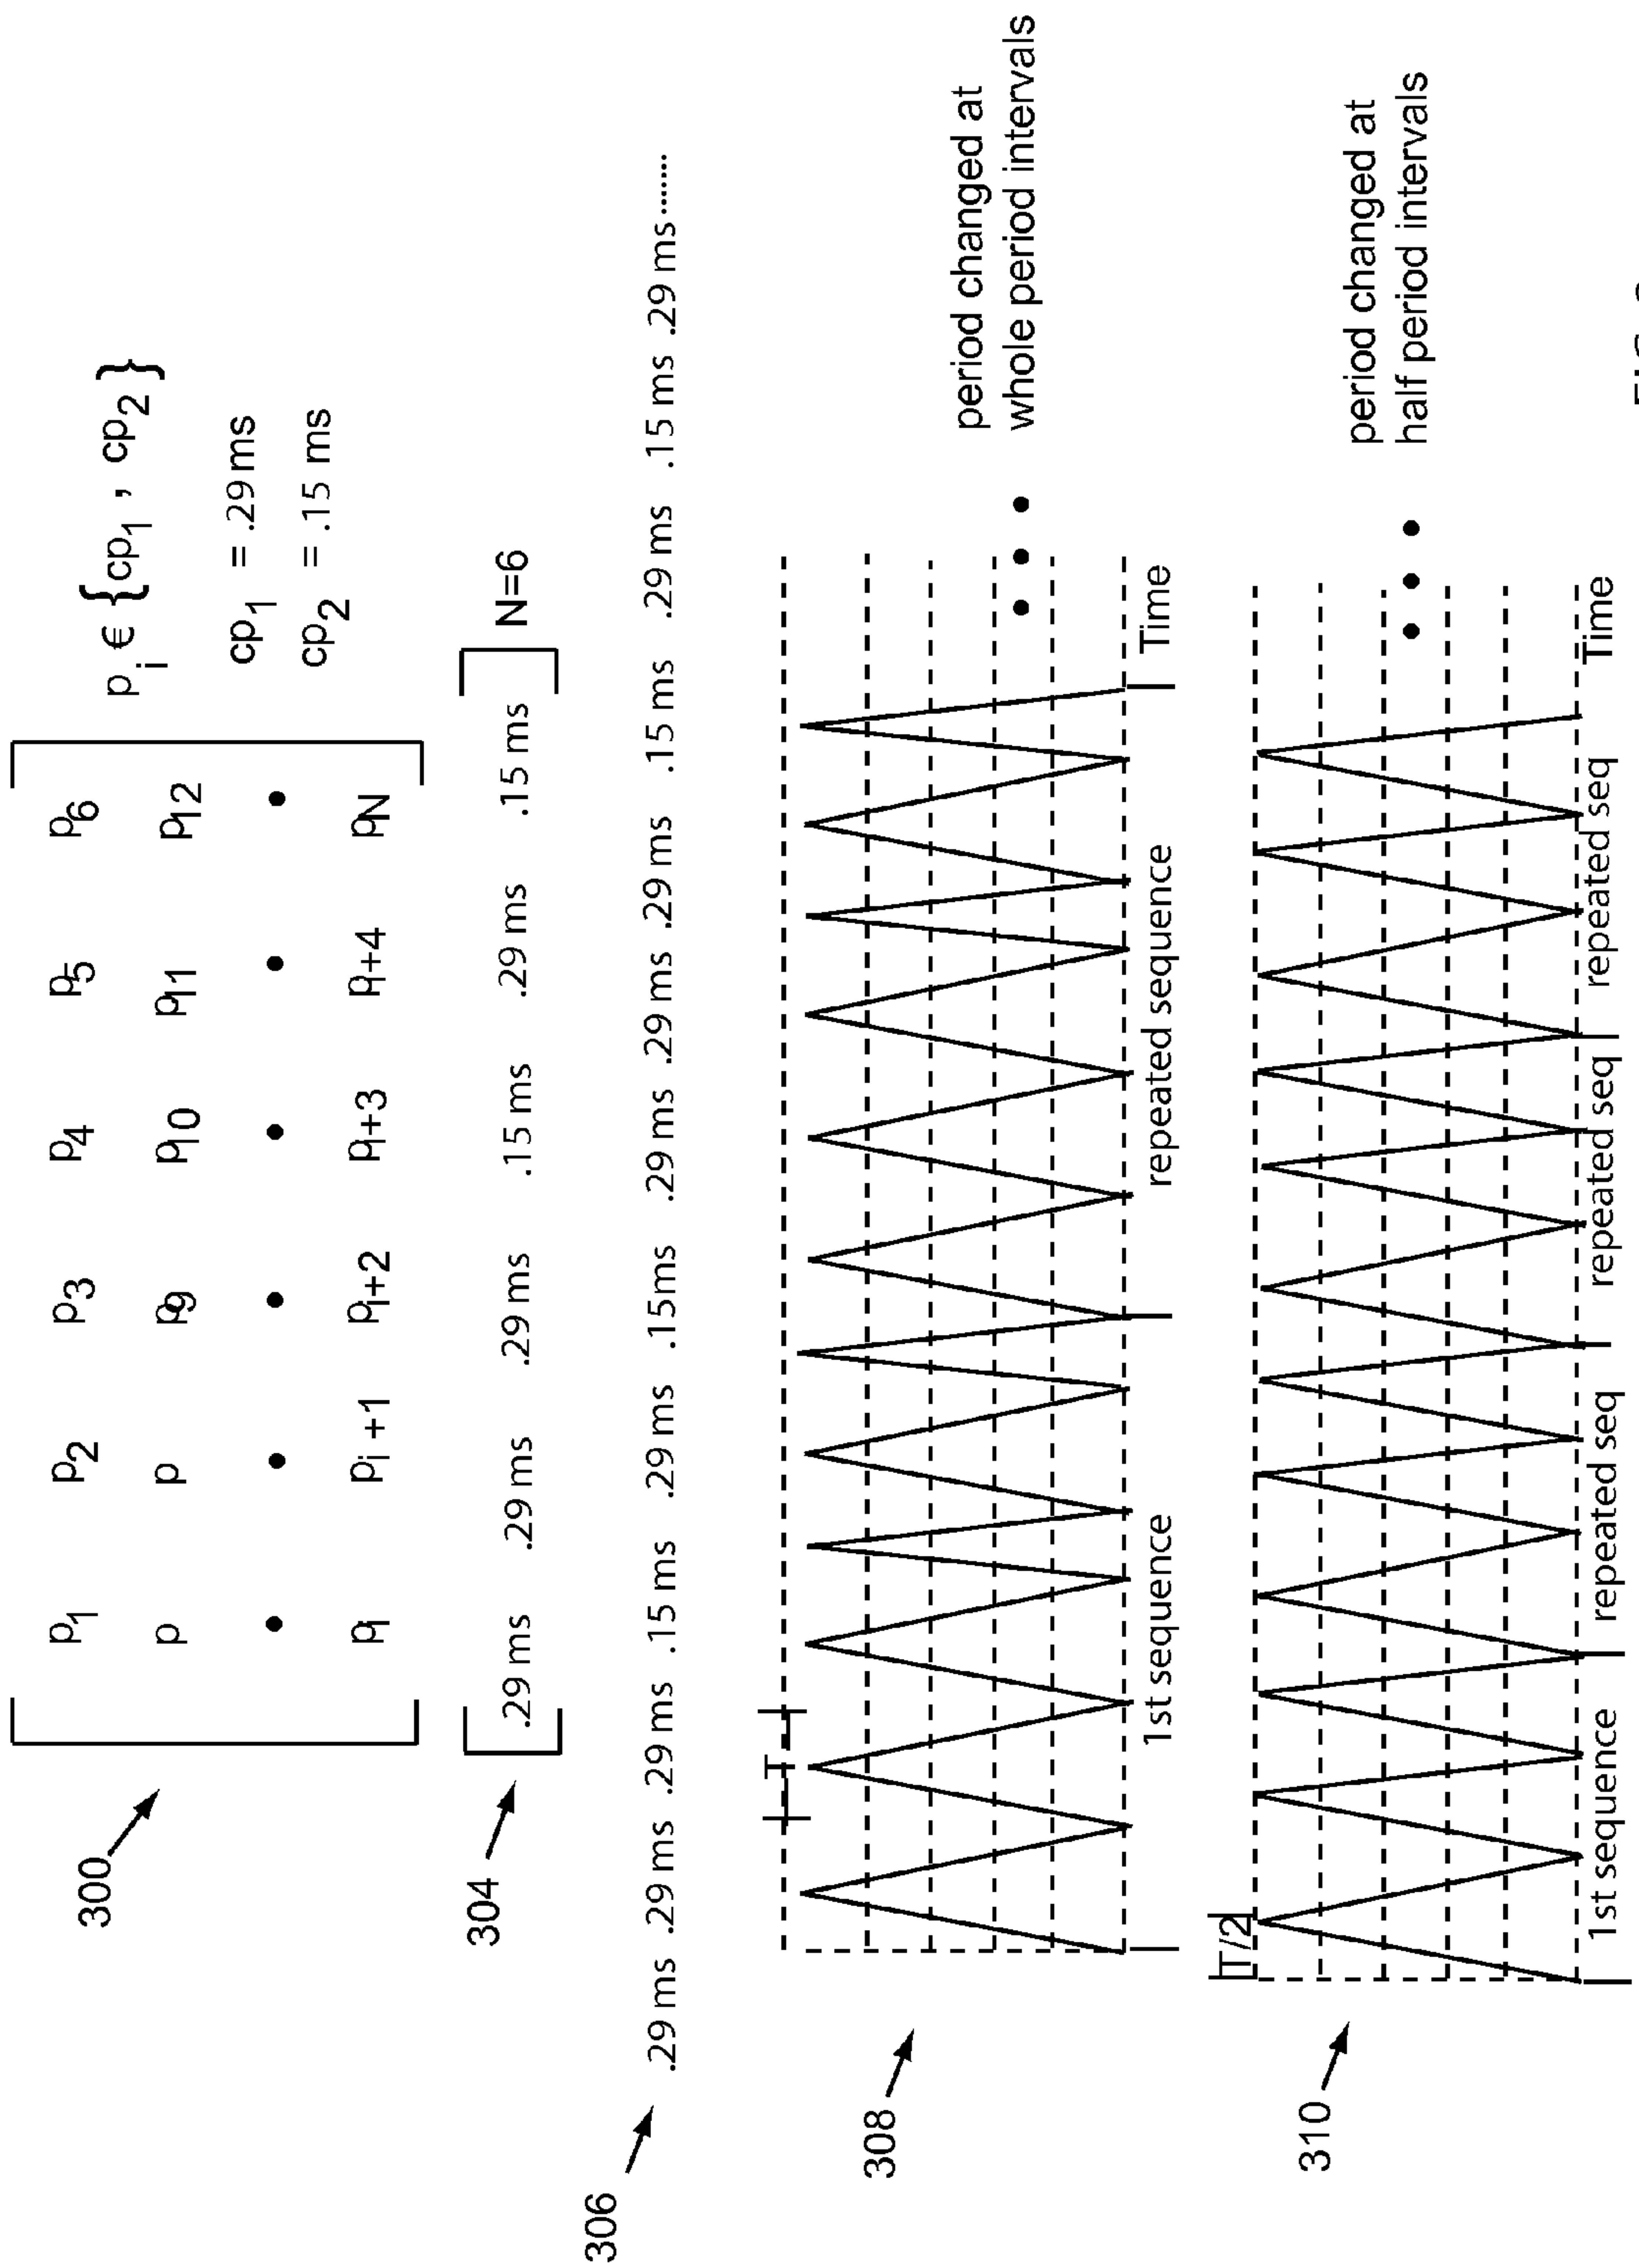 300
p1 p2 p3 p4 p5 p6
p p p9 p10 p11 p12
pi pi +1 pi+2 pi+3 pi+4 pN
pi € {cp1 , cp2}
cp1 = .29 ms
cp2 = .15 ms
304
.29 ms .29 ms .29 ms .15 ms .29 ms .15 ms N=6
306
.29 ms .29 ms .29 ms .15 ms .29 ms .15ms .29 ms .29 ms .29 ms .15 ms .29 ms .15 ms .29 ms.......
308
T
1st sequence repeated sequence Time
period changed at
whole period intervals
310
T/2
1st sequence repeated seq repeated seq repeated seq Time
period changed at
half period intervals